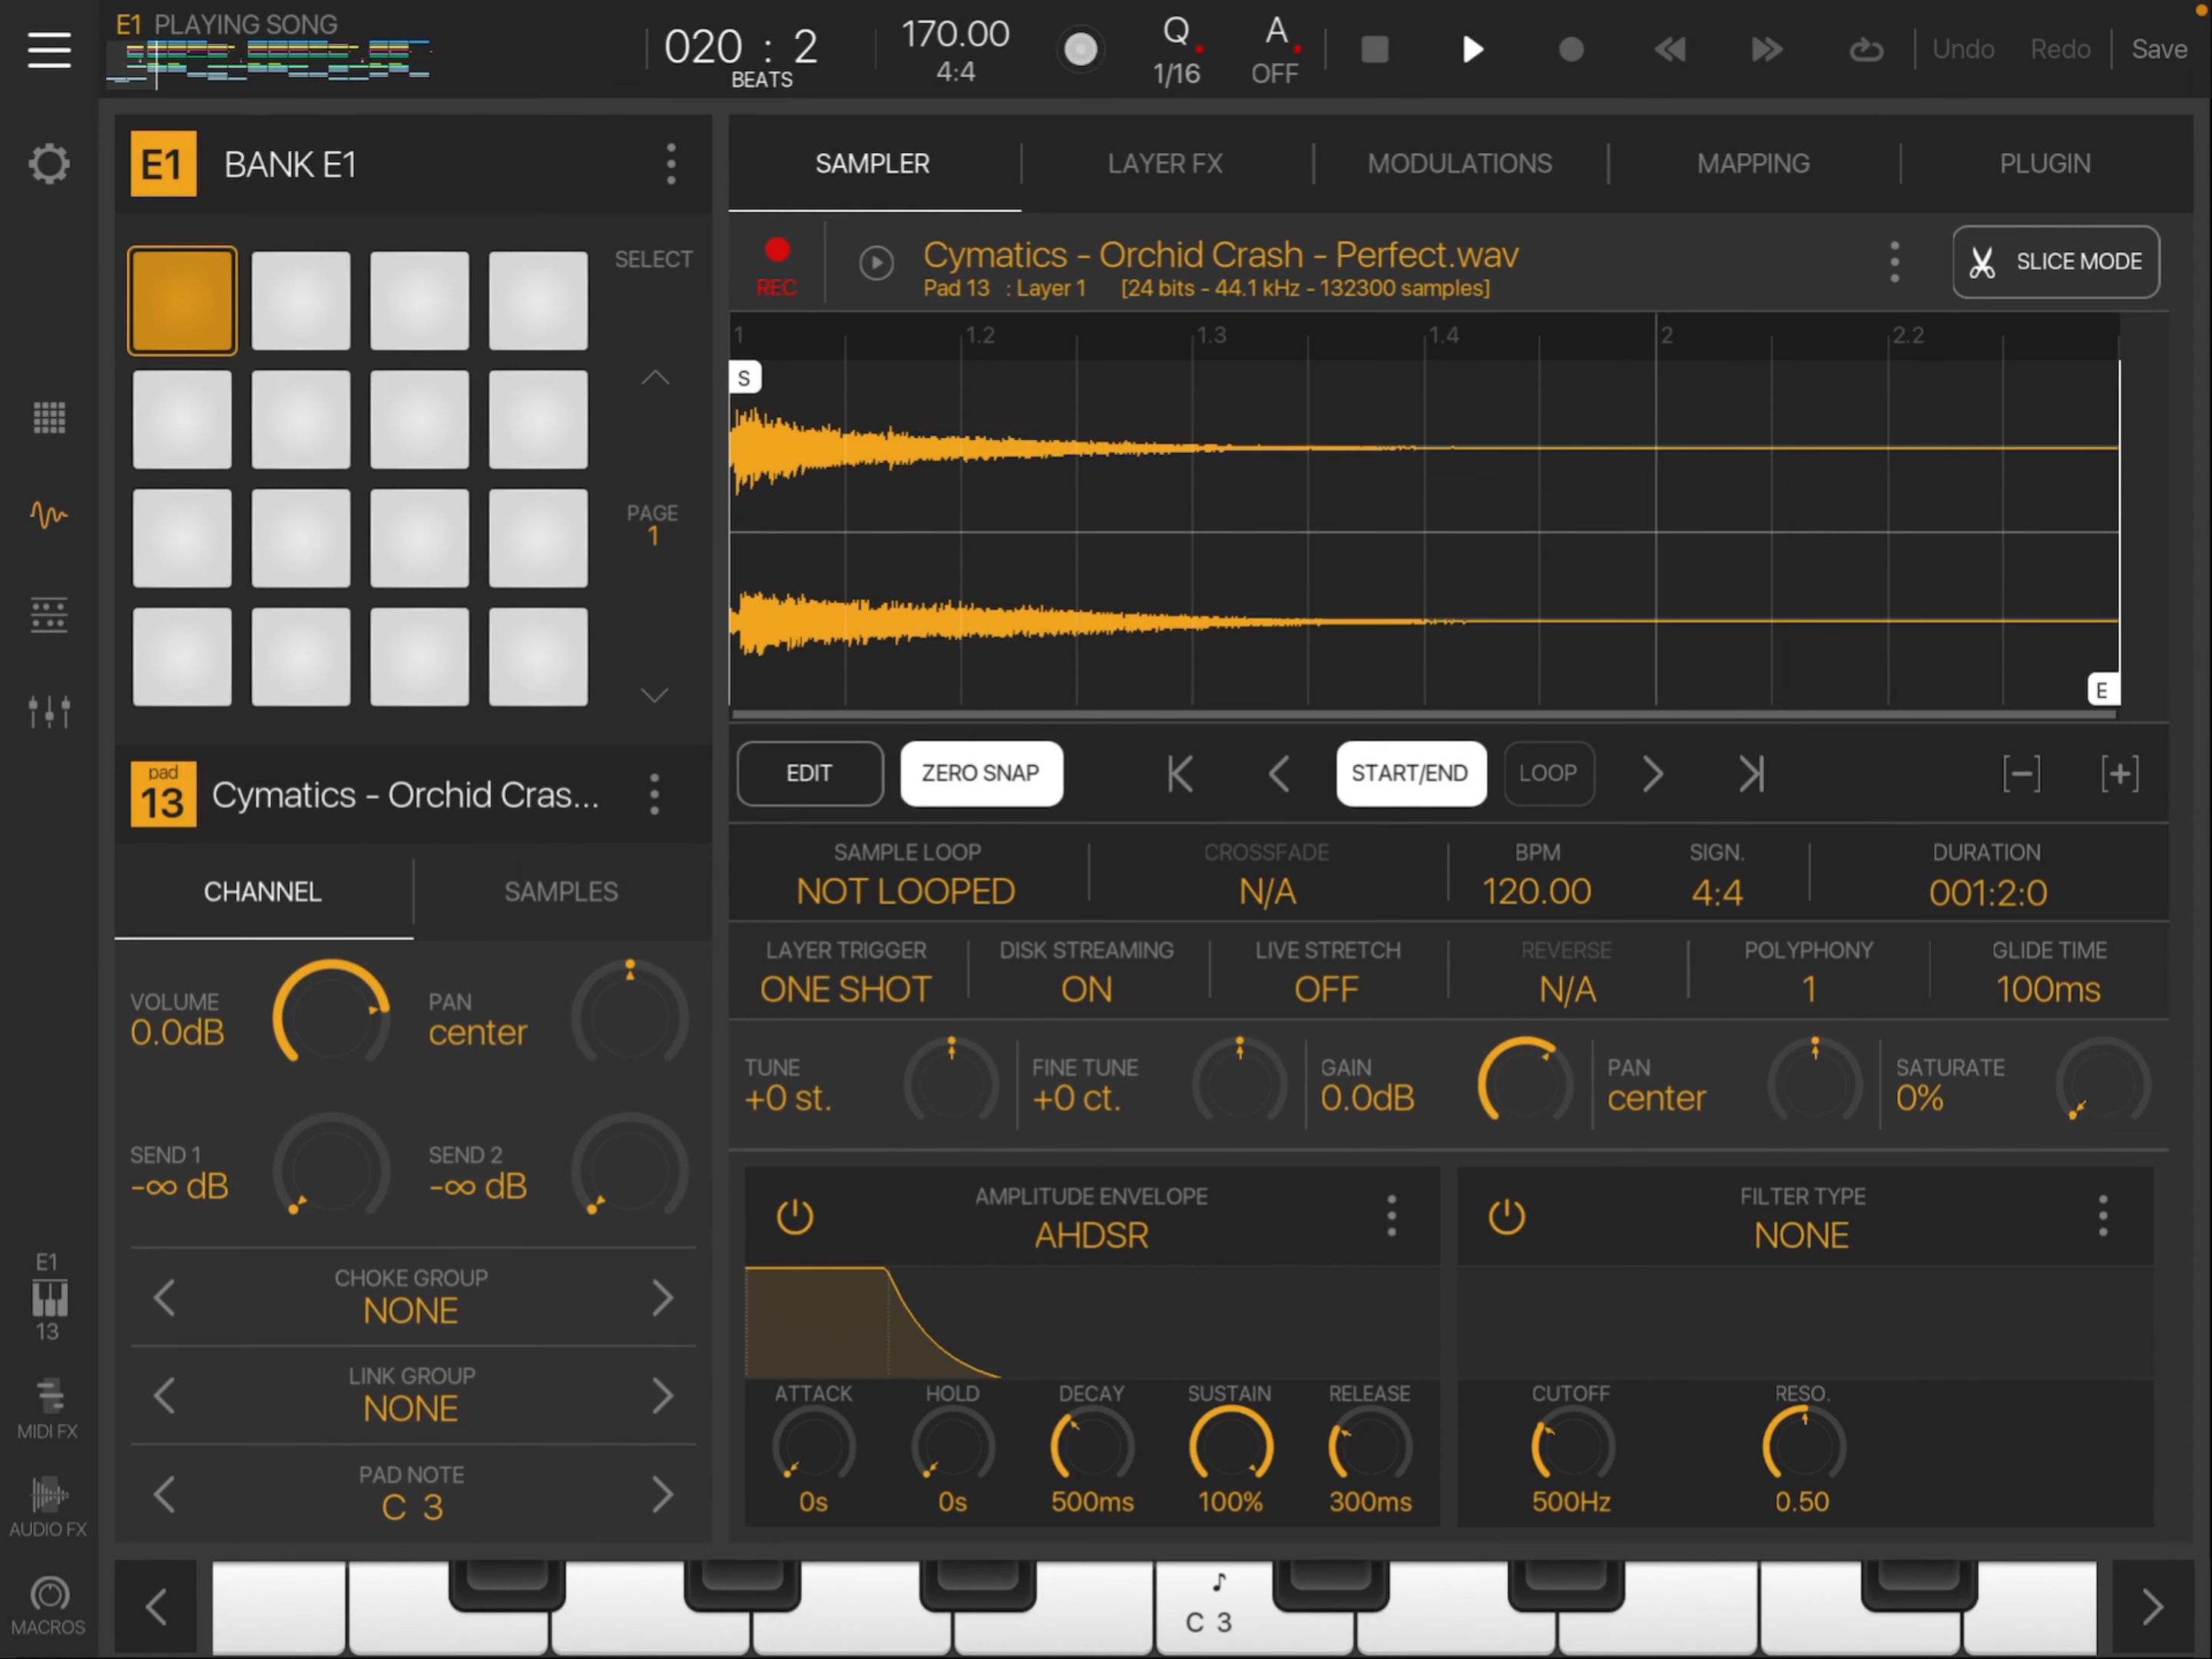 E1 PLAYING SONG
020 : 2
BEATS
170.00
4:4
Q
1/16
A
OFF
Undo
Redo
Save
E1 BANK E1
SELECT
PAGE
1
SAMPLER
LAYER FX
MODULATIONS
MAPPING
PLUGIN
REC
Cymatics - Orchid Crash - Perfect.wav
Pad 13 : Layer 1 [24 bits - 44.1 kHz - 132300 samples]
SLICE MODE
1 1.2 1.3 1.4 2 2.2
S
E
EDIT
ZERO SNAP
START/END
LOOP
[-]
[+]
pad
13
Cymatics - Orchid Cras...
CHANNEL
SAMPLES
VOLUME
0.0dB
PAN
center
SEND 1
-∞ dB
SEND 2
-∞ dB
CHOKE GROUP
NONE
LINK GROUP
NONE
PAD NOTE
C 3
SAMPLE LOOP
NOT LOOPED
CROSSFADE
N/A
BPM
120.00
SIGN.
4:4
DURATION
001:2:0
LAYER TRIGGER
ONE SHOT
DISK STREAMING
ON
LIVE STRETCH
OFF
REVERSE
N/A
POLYPHONY
1
GLIDE TIME
100ms
TUNE
+0 st.
FINE TUNE
+0 ct.
GAIN
0.0dB
PAN
center
SATURATE
0%
AMPLITUDE ENVELOPE
AHDSR
ATTACK
0s
HOLD
0s
DECAY
500ms
SUSTAIN
100%
RELEASE
300ms
FILTER TYPE
NONE
CUTOFF
500Hz
RESO.
0.50
E1
13
MIDI FX
AUDIO FX
MACROS
C 3